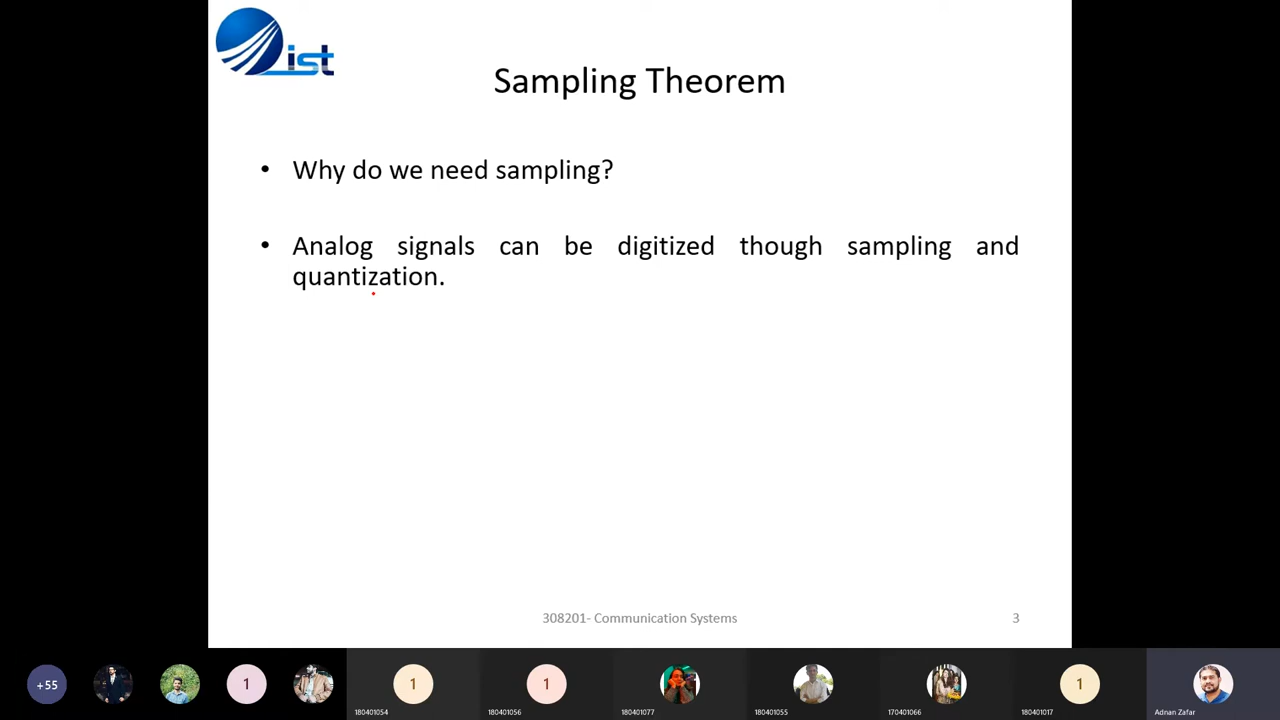 ist
Sampling Theorem
• Why do we need sampling?
• Analog signals can be digitized though sampling and
quantization.
308201- Communication Systems
3
+55
1
1
1
1
180401054
180401056
180401077
180401055
170401066
180401017
Adnan Zafar